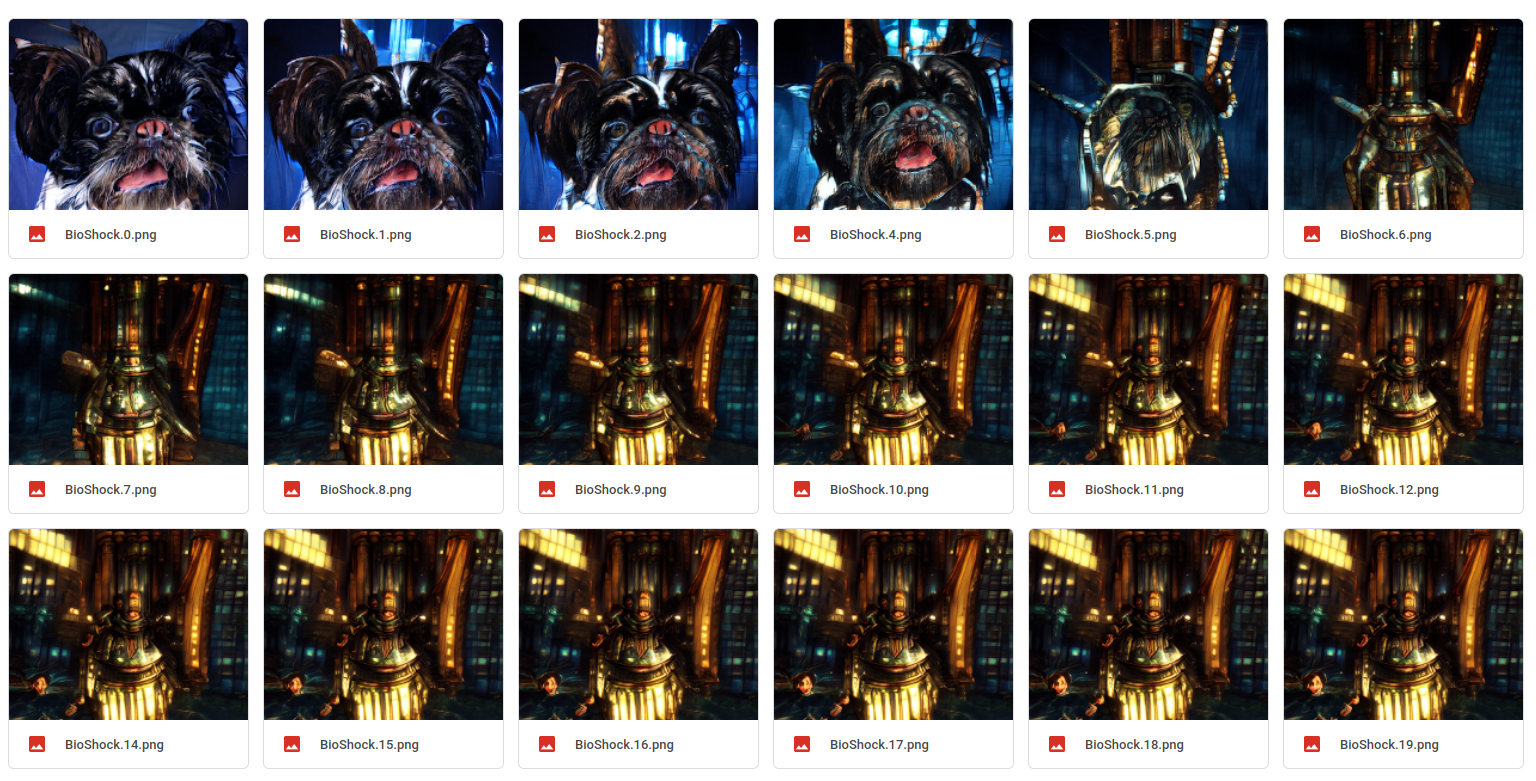 BioShock.0.png
BioShock.1.png
BioShock.2.png
BioShock.4.png
BioShock.5.png
BioShock.6.png
BioShock.7.png
BioShock.8.png
BioShock.9.png
BioShock.10.png
BioShock.11.png
BioShock.12.png
BioShock.14.png
BioShock.15.png
BioShock.16.png
BioShock.17.png
BioShock.18.png
BioShock.19.png